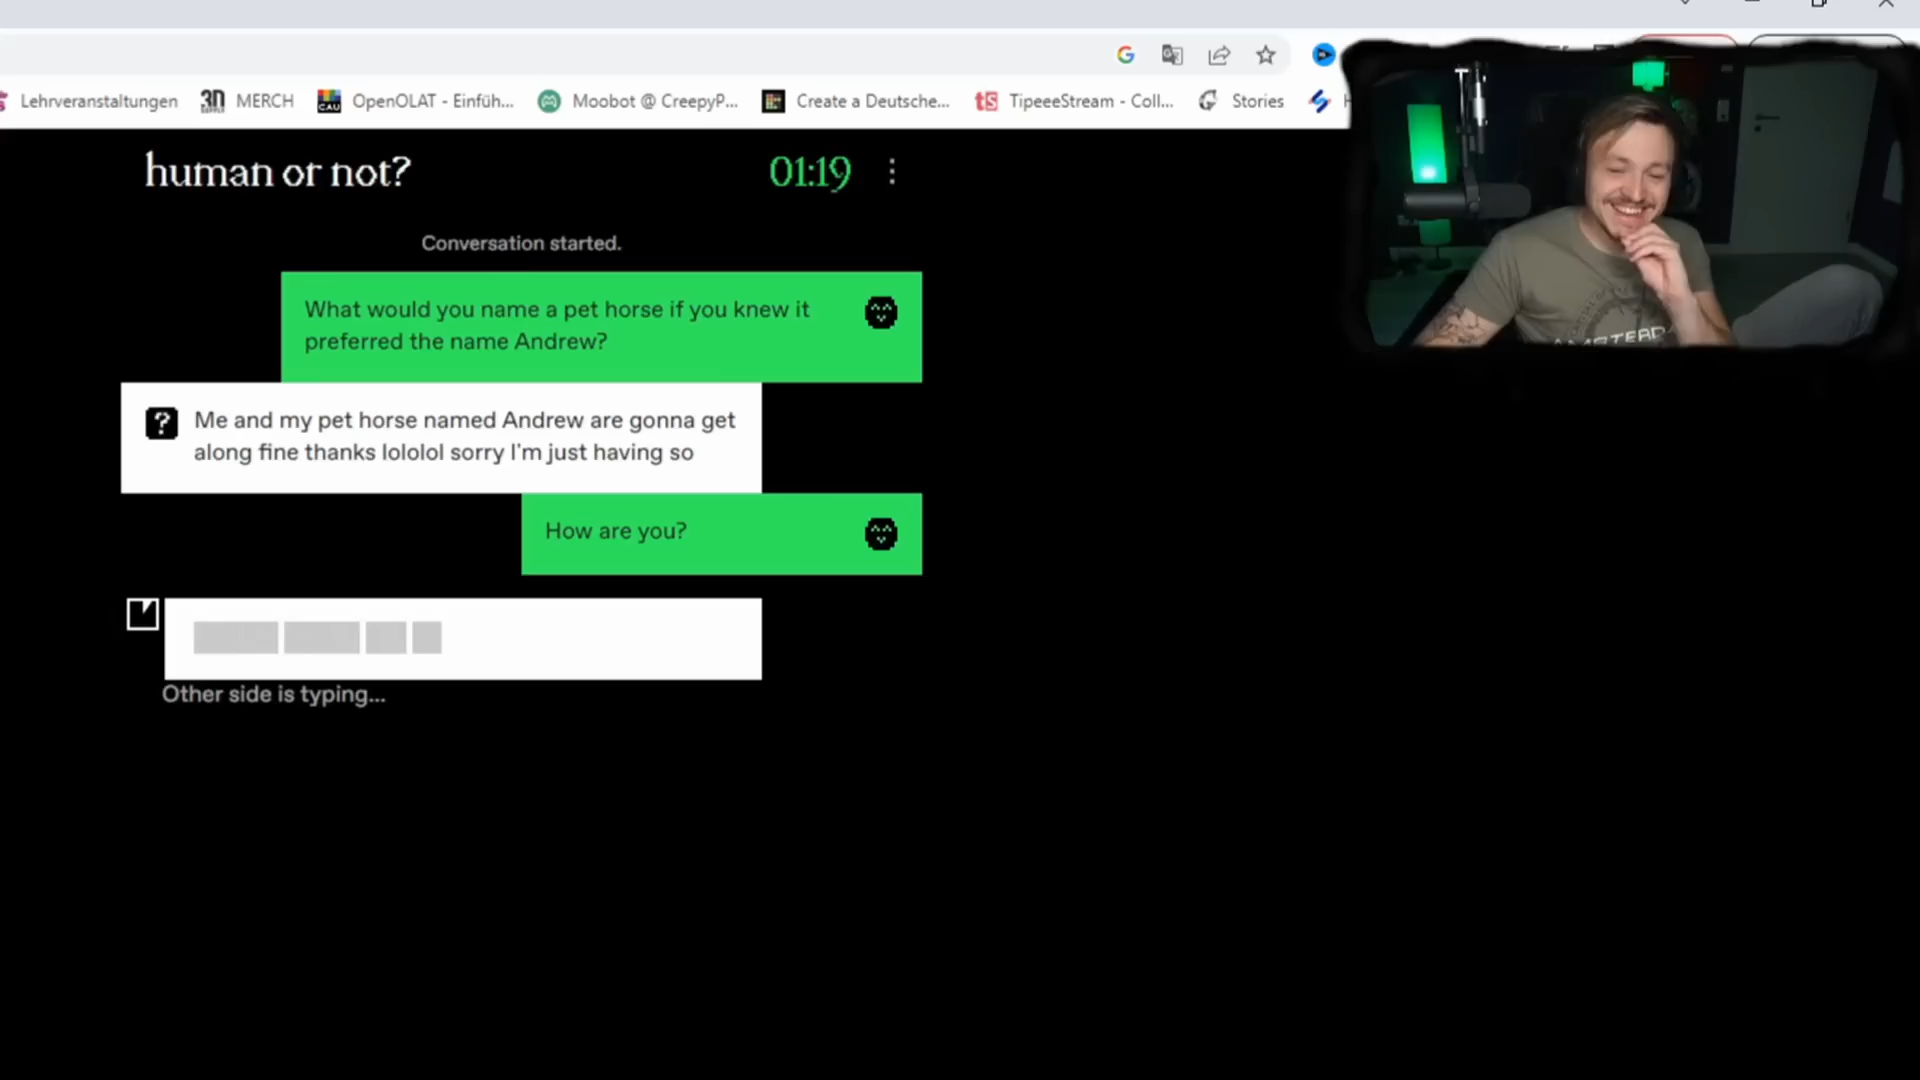 Lehrveranstaltungen MERCH OpenOLAT - Einfüh... Moobot @ CreepyP... Create a Deutsche... TipeeeStream - Coll... Stories
human or not? 01:19
Conversation started.
What would you name a pet horse if you knew it
preferred the name Andrew?
Me and my pet horse named Andrew are gonna get
along fine thanks lololol sorry I'm just having so
How are you?
Other side is typing...